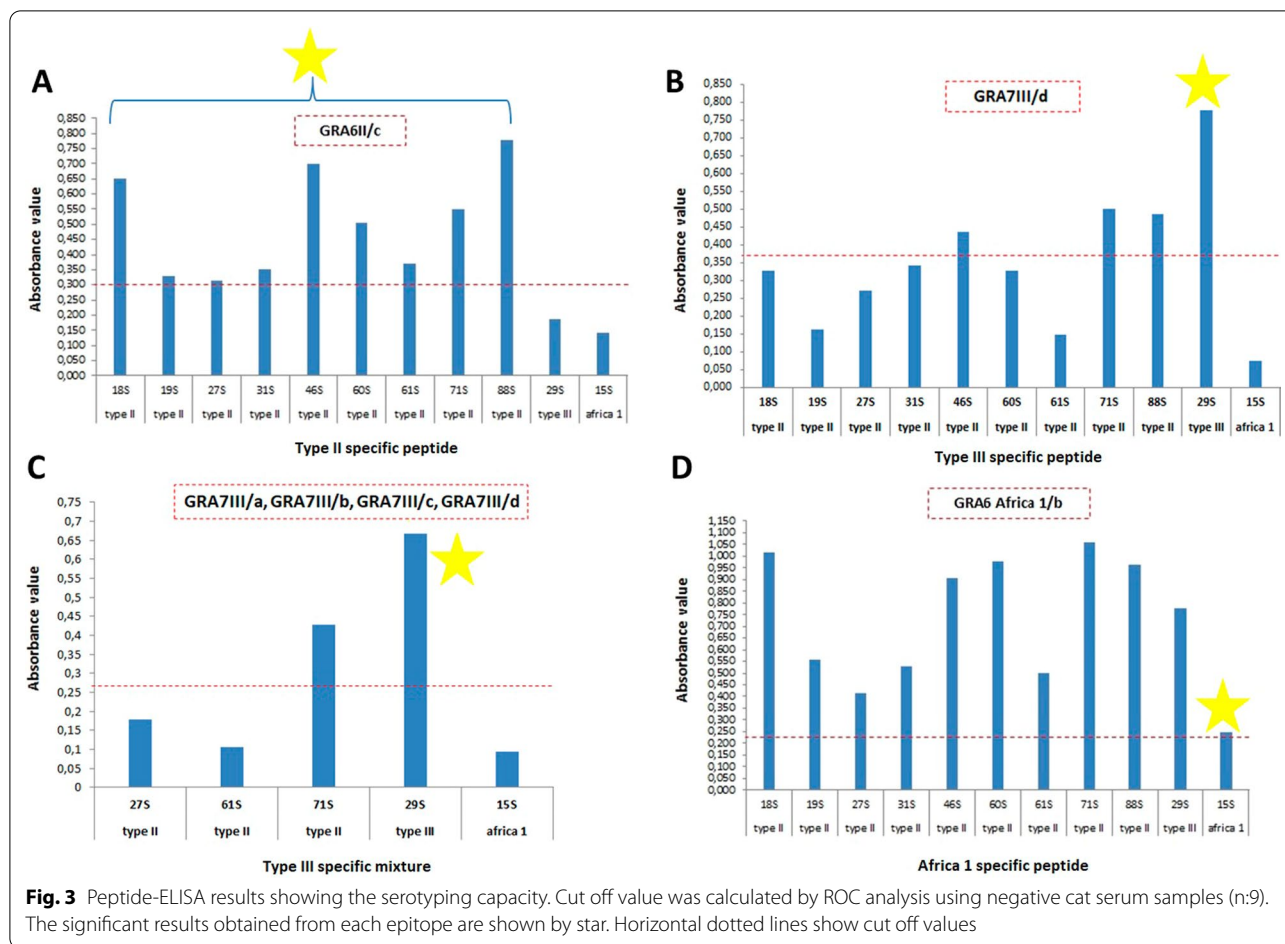 A
GRA6II/c
Absorbance value
0,850
0,800
0,750
0,700
0,650
0,600
0,550
0,500
0,450
0,400
0,350
0,300
0,250
0,200
0,150
0,100
0,050
0,000
18S 19S 27S 31S 46S 60S 61S 71S 88S 29S 15S
type II type II type II type II type II type II type II type II type II type III africa 1
Type II specific peptide
B
GRA7III/d
Absorbance value
0,850
0,800
0,750
0,700
0,650
0,600
0,550
0,500
0,450
0,400
0,350
0,300
0,250
0,200
0,150
0,100
0,050
0,000
18S 19S 27S 31S 46S 60S 61S 71S 88S 29S 15S
type II type II type II type II type II type II type II type II type II type III africa 1
Type III specific peptide
C
GRA7III/a, GRA7III/b, GRA7III/c, GRA7III/d
Absorbance value
0,75
0,7
0,65
0,6
0,55
0,5
0,45
0,4
0,35
0,3
0,25
0,2
0,15
0,1
0,05
0
27S 61S 71S 29S 15S
type II type II type II type III africa 1
Type III specific mixture
D
GRA6 Africa 1/b
Absorbance value
1,150
1,100
1,050
1,000
0,950
0,900
0,850
0,800
0,750
0,700
0,650
0,600
0,550
0,500
0,450
0,400
0,350
0,300
0,250
0,200
0,150
0,100
0,050
0,000
18S 19S 27S 31S 46S 60S 61S 71S 88S 29S 15S
type II type II type II type II type II type II type II type II type II type III africa 1
Africa 1 specific peptide
Fig. 3 Peptide-ELISA results showing the serotyping capacity. Cut off value was calculated by ROC analysis using negative cat serum samples (n:9).
The significant results obtained from each epitope are shown by star. Horizontal dotted lines show cut off values